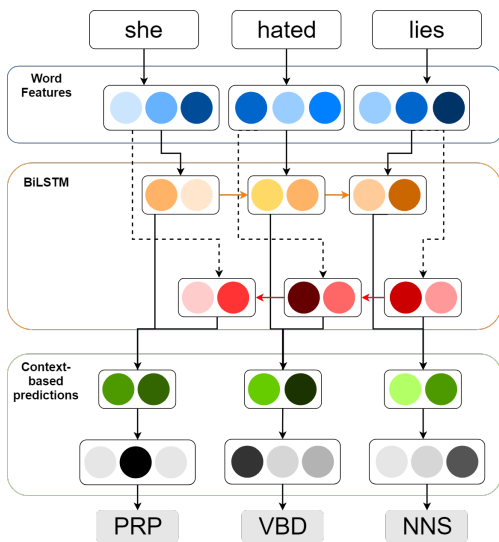 she hated lies
Word
Features
BiLSTM
Context-
based
predictions
PRP VBD NNS